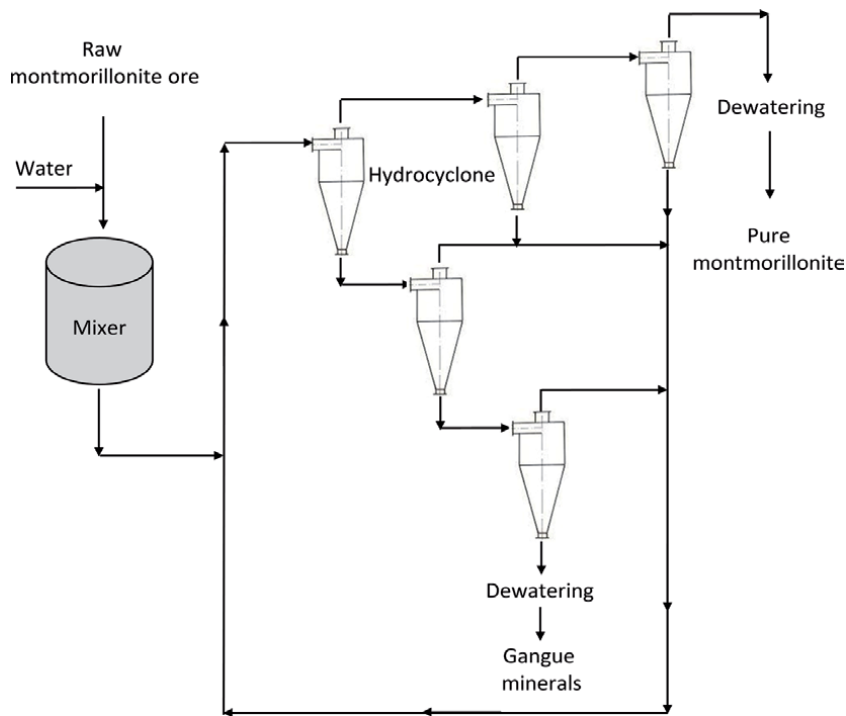 Raw
montmorillonite ore
Water
Mixer
Hydrocyclone
Dewatering
Pure
montmorillonite
Dewatering
Gangue
minerals